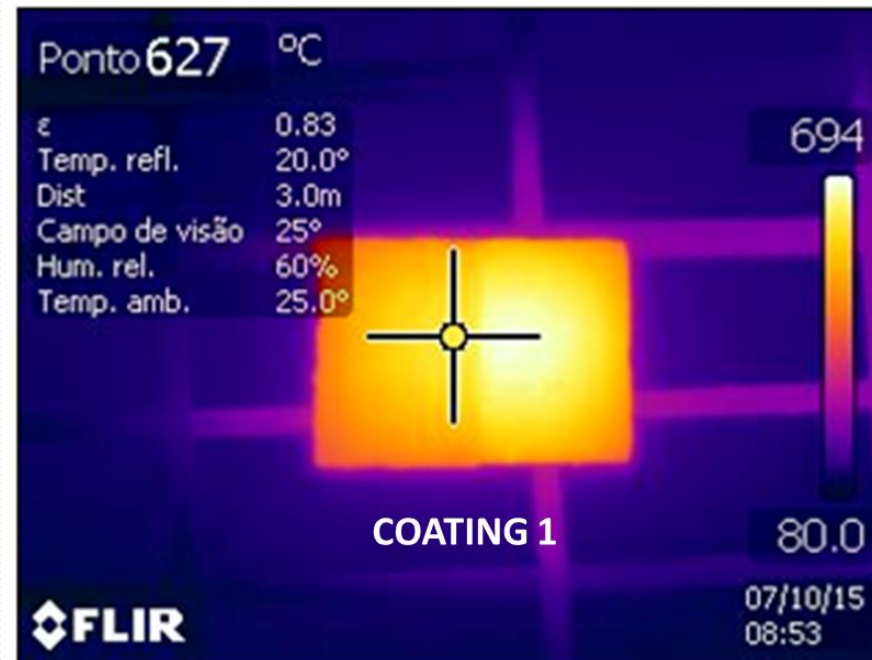 Ponto 627 °C
ε 0.83
Temp. refl. 20.0°
Dist 3.0m
Campo de visão 25°
Hum. rel. 60%
Temp. amb. 25.0°
694
COATING 1
80.0
07/10/15
08:53
FLIR